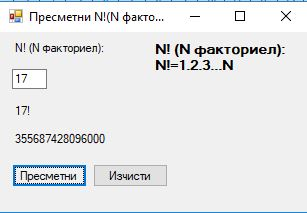 Пресметни N!(N факто...
N! (N факториел):
N! (N факториел):
N!=1.2.3...N
17
17!
355687428096000
Пресметни
Изчисти